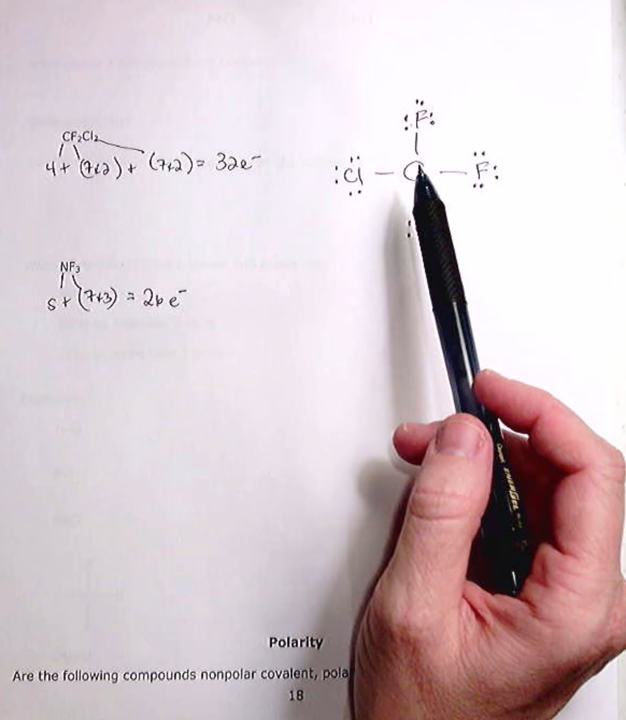 CF₂Cl₂
4 + (7×2) + (7×2) = 32e⁻
:F:
:Cl – C – F:
NF₃
5 + (7×3) = 26 e⁻
Polarity
Are the following compounds nonpolar covalent, pola
18